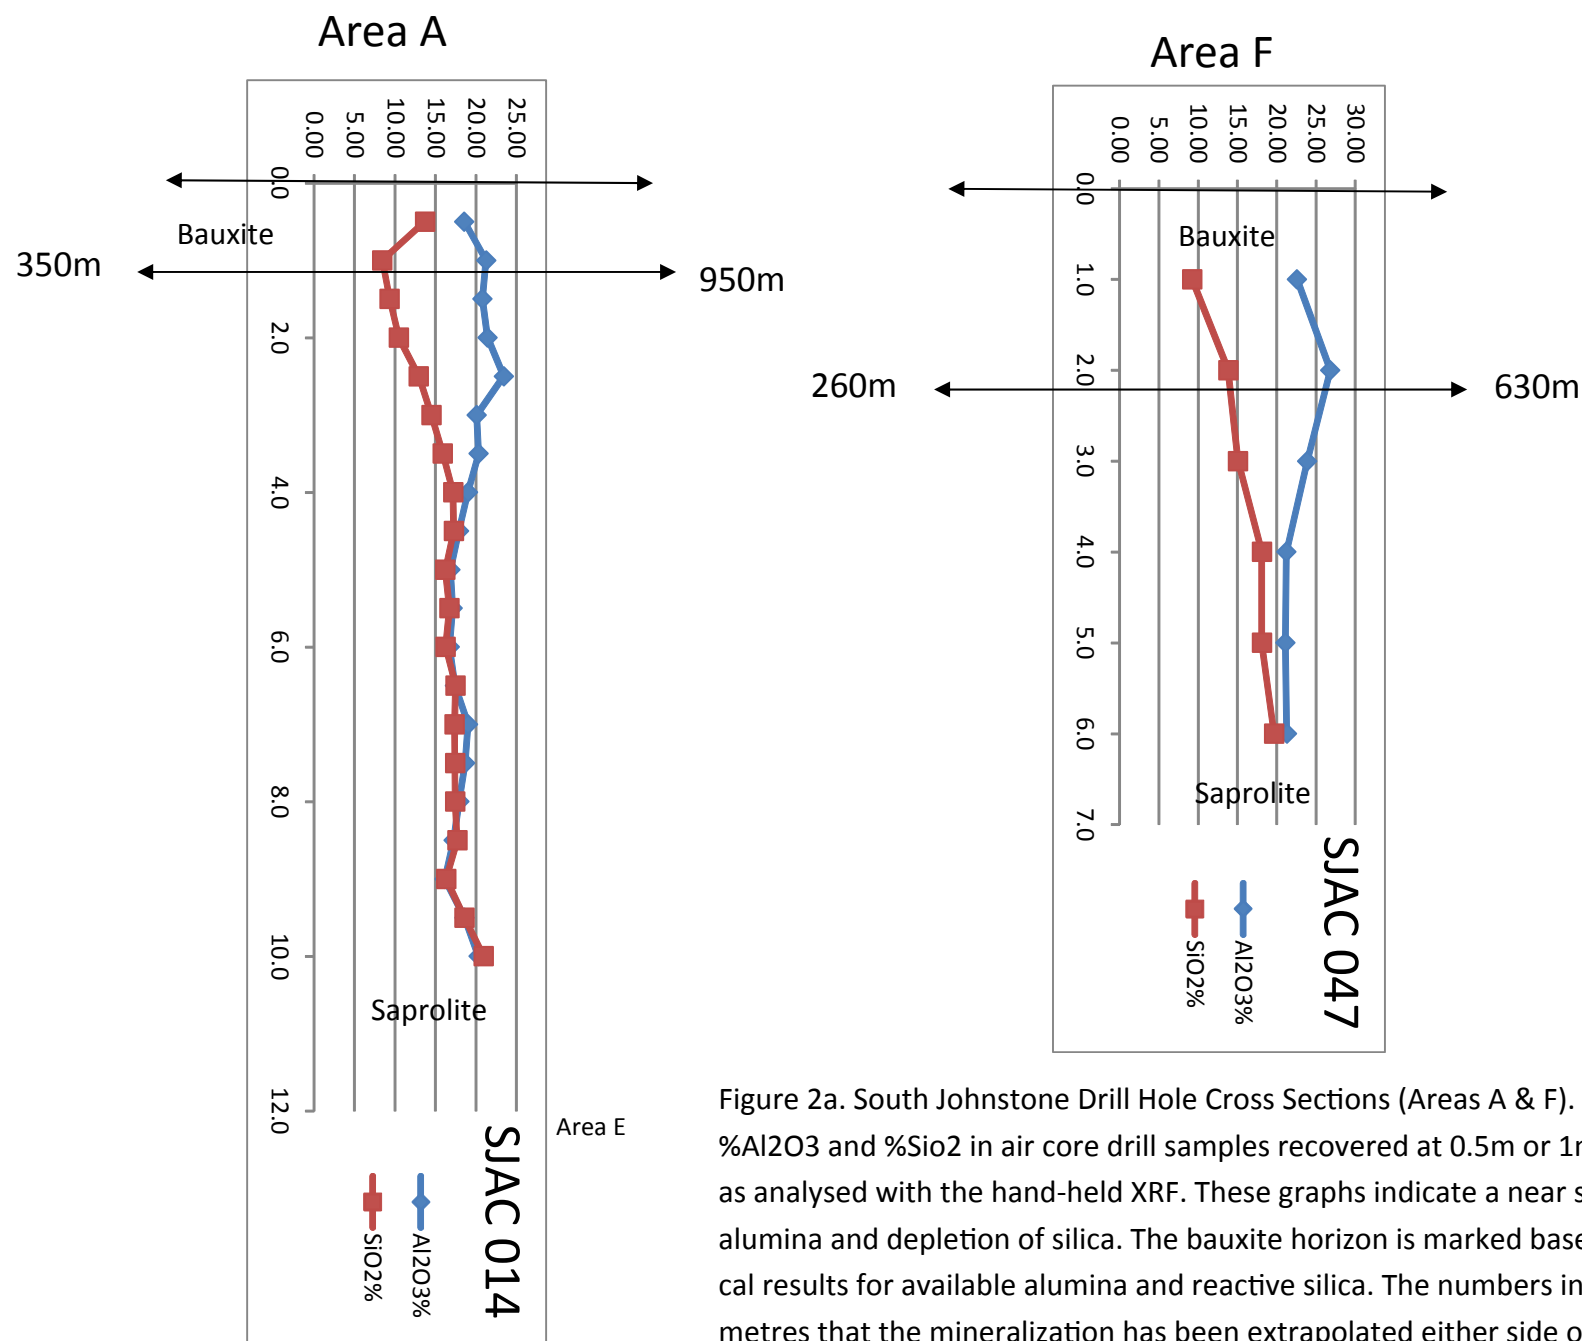 Area A
25.00
20.00
15.00
10.00
5.00
0.00
0.0
2.0
4.0
6.0
8.0
10.0
12.0
Bauxite
350m
950m
Saprolite
SJAC 014
Al2O3%
SiO2%
Area E
Area F
30.00
25.00
20.00
15.00
10.00
5.00
0.00
0.0
1.0
2.0
3.0
4.0
5.0
6.0
7.0
Bauxite
260m
630m
Saprolite
SJAC 047
Al2O3%
SiO2%
Figure 2a. South Johnstone Drill Hole Cross Sections (Areas A & F).
%Al2O3 and %Sio2 in air core drill samples recovered at 0.5m or
as analysed with the hand-held XRF. These graphs indicate a near
alumina and depletion of silica. The bauxite horizon is marked
cal results for available alumina and reactive silica. The numbers in
metres that the mineralization has been extrapolated either side